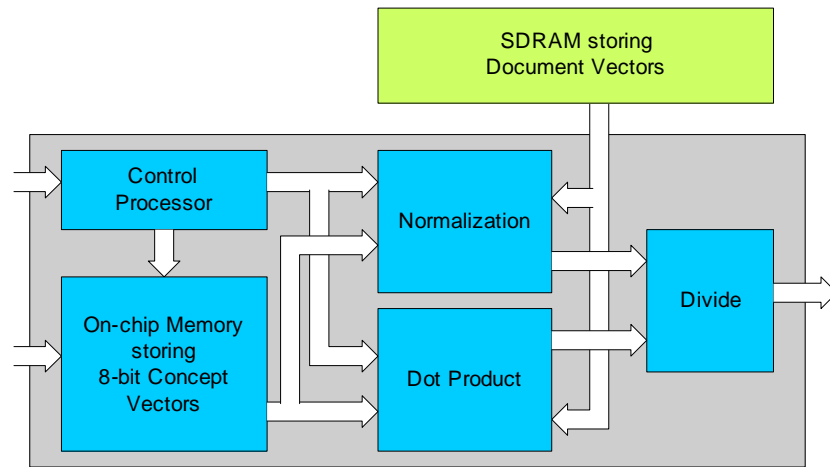 SDRAM storing
Document Vectors
Control
Processor
Normalization
On-chip Memory
storing
8-bit Concept
Vectors
Dot Product
Divide